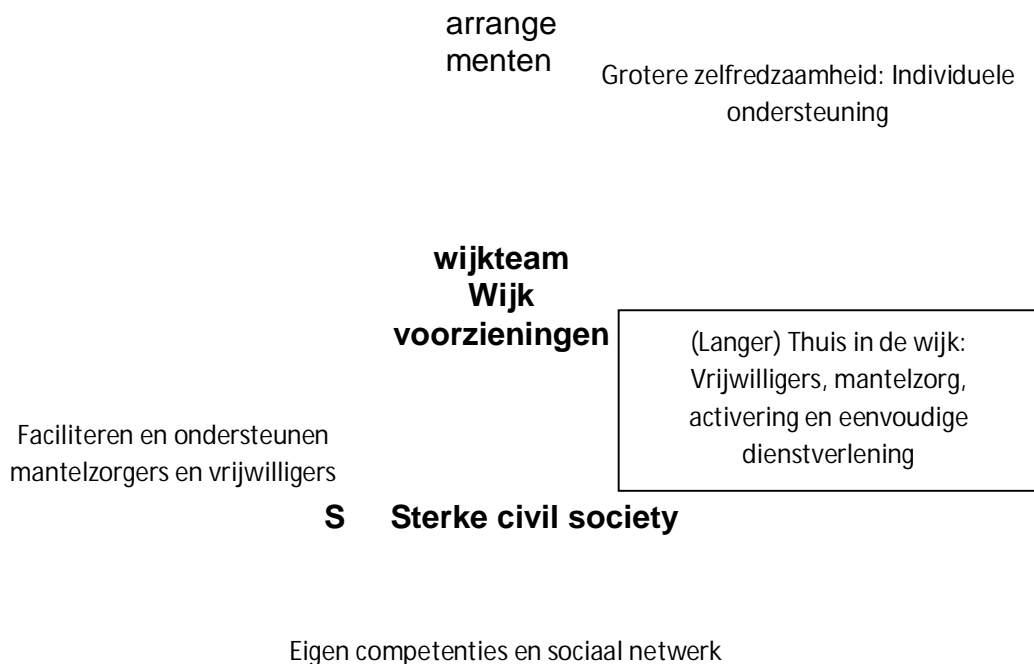 arrange
menten
Grotere zelfredzaamheid: Individuele
ondersteuning
wijkteam
Wijk
voorzieningen
(Langer) Thuis in de wijk:
Vrijwilligers, mantelzorg,
activering en eenvoudige
dienstverlening
Faciliteren en ondersteunen
mantelzorgers en vrijwilligers
S Sterke civil society
Eigen competenties en sociaal netwerk